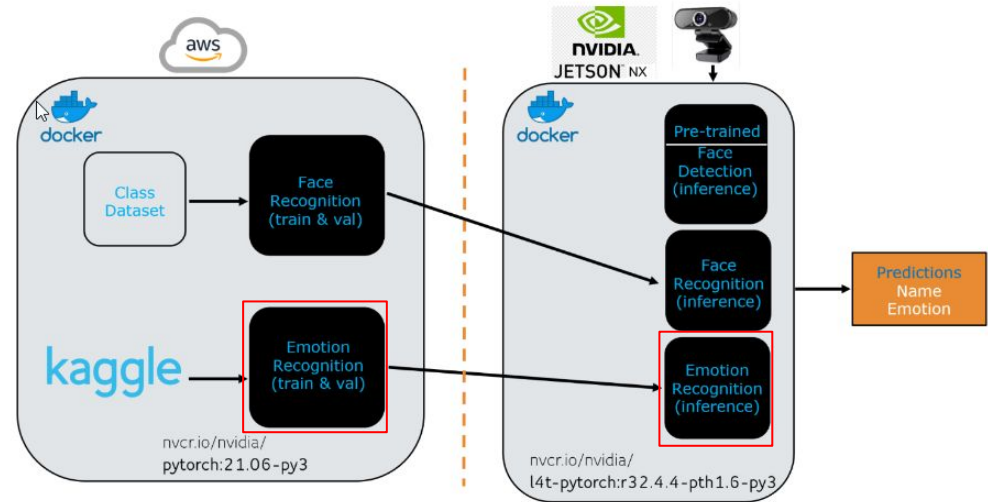 aws
docker
Class
Dataset
Face
Recognition
(train & val)
kaggle
Emotion
Recognition
(train & val)
nvcr.io/nvidia/
pytorch:21.06-py3
NVIDIA.
JETSON™ NX
docker
Pre-trained
Face
Detection
(inference)
Face
Recognition
(inference)
Emotion
Recognition
(inference)
nvcr.io/nvidia/
l4t-pytorch:r32.4.4-pth1.6-py3
Predictions
Name
Emotion